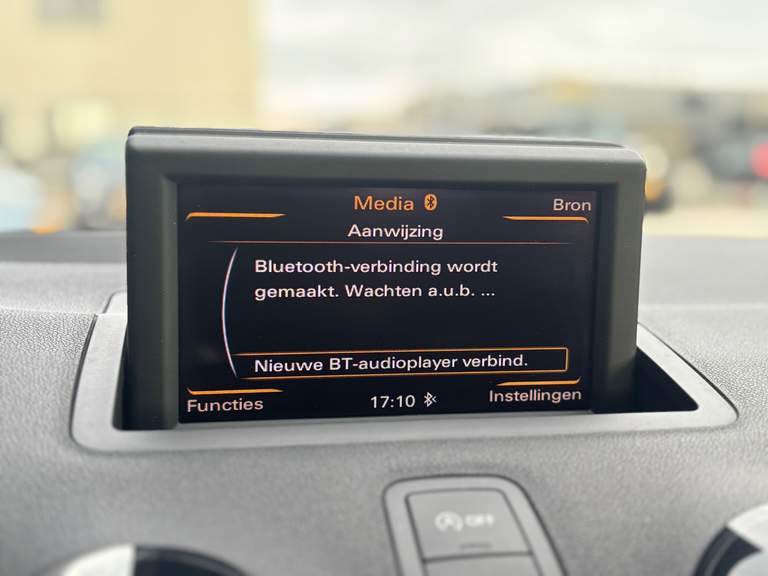 Media
Bron
Aanwijzing
Bluetooth-verbinding wordt
gemaakt. Wachten a.u.b. ...
Nieuwe BT-audioplayer verbind.
Functies
17:10
Instellingen
OFF